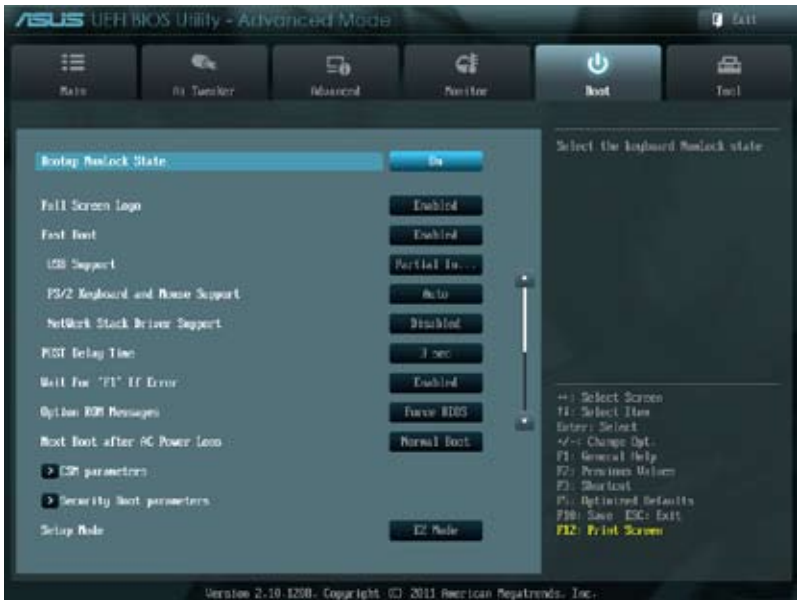 ASUS UEFI BIOS Utility - Advanced Mode
Exit
Main
Ai Tweaker
Advanced
Monitor
Boot
Tool
Bootup NumLock State
On
Full Screen Logo
Enabled
Fast Boot
Enabled
USB Support
Partial In...
PS/2 Keyboard and Mouse Support
Auto
NetWork Stack Driver Support
Disabled
POST Delay Time
3 sec
Wait For 'F1' If Error
Enabled
Option ROM Messages
Force BIOS
Next Boot after AC Power Loss
Normal Boot
> CSM parameters
> Security Boot parameters
Setup Mode
EZ Mode
Select the keyboard NumLock state
→←: Select Screen
↑↓: Select Item
Enter: Select
+/-: Change Opt.
F1: General Help
F2: Previous Values
F3: Shortcut
F5: Optimized Defaults
F10: Save ESC: Exit
F12: Print Screen
Version 2.10.1208. Copyright (C) 2011 American Megatrends, Inc.